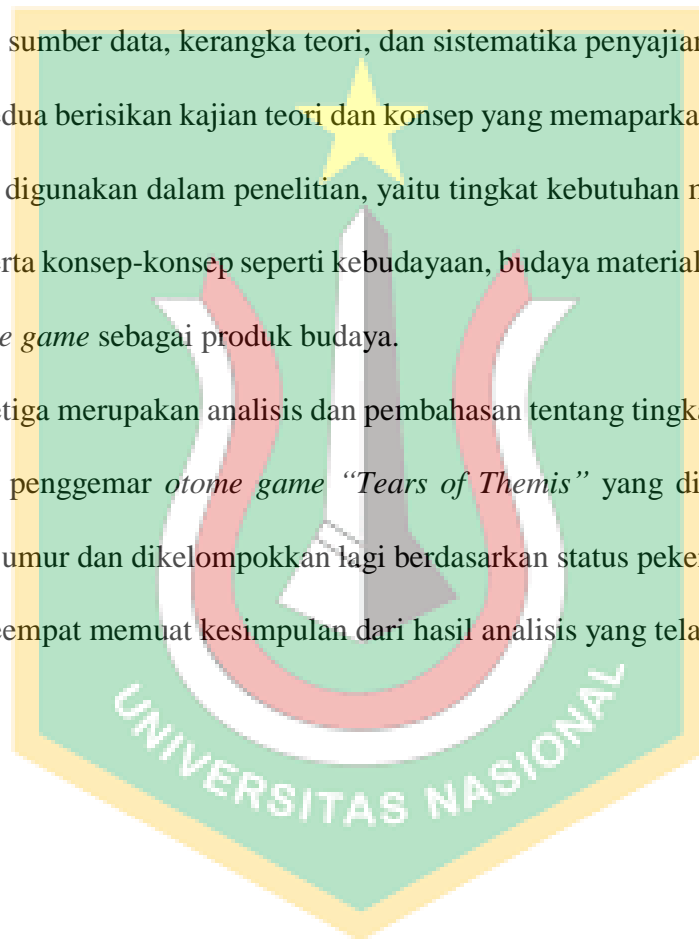 sumber data, kerangka teori, dan sistematika penyajian
dua berisikan kajian teori dan konsep yang memaparka
digunakan dalam penelitian, yaitu tingkat kebutuhan
rta konsep-konsep seperti kebudayaan, budaya material
e game sebagai produk budaya.
etiga merupakan analisis dan pembahasan tentang tingka
penggemar otome game “Tears of Themis” yang di
umur dan dikelompokkan lagi berdasarkan status peke
eempat memuat kesimpulan dari hasil analisis yang tela
UNIVERSITAS NASIONAL